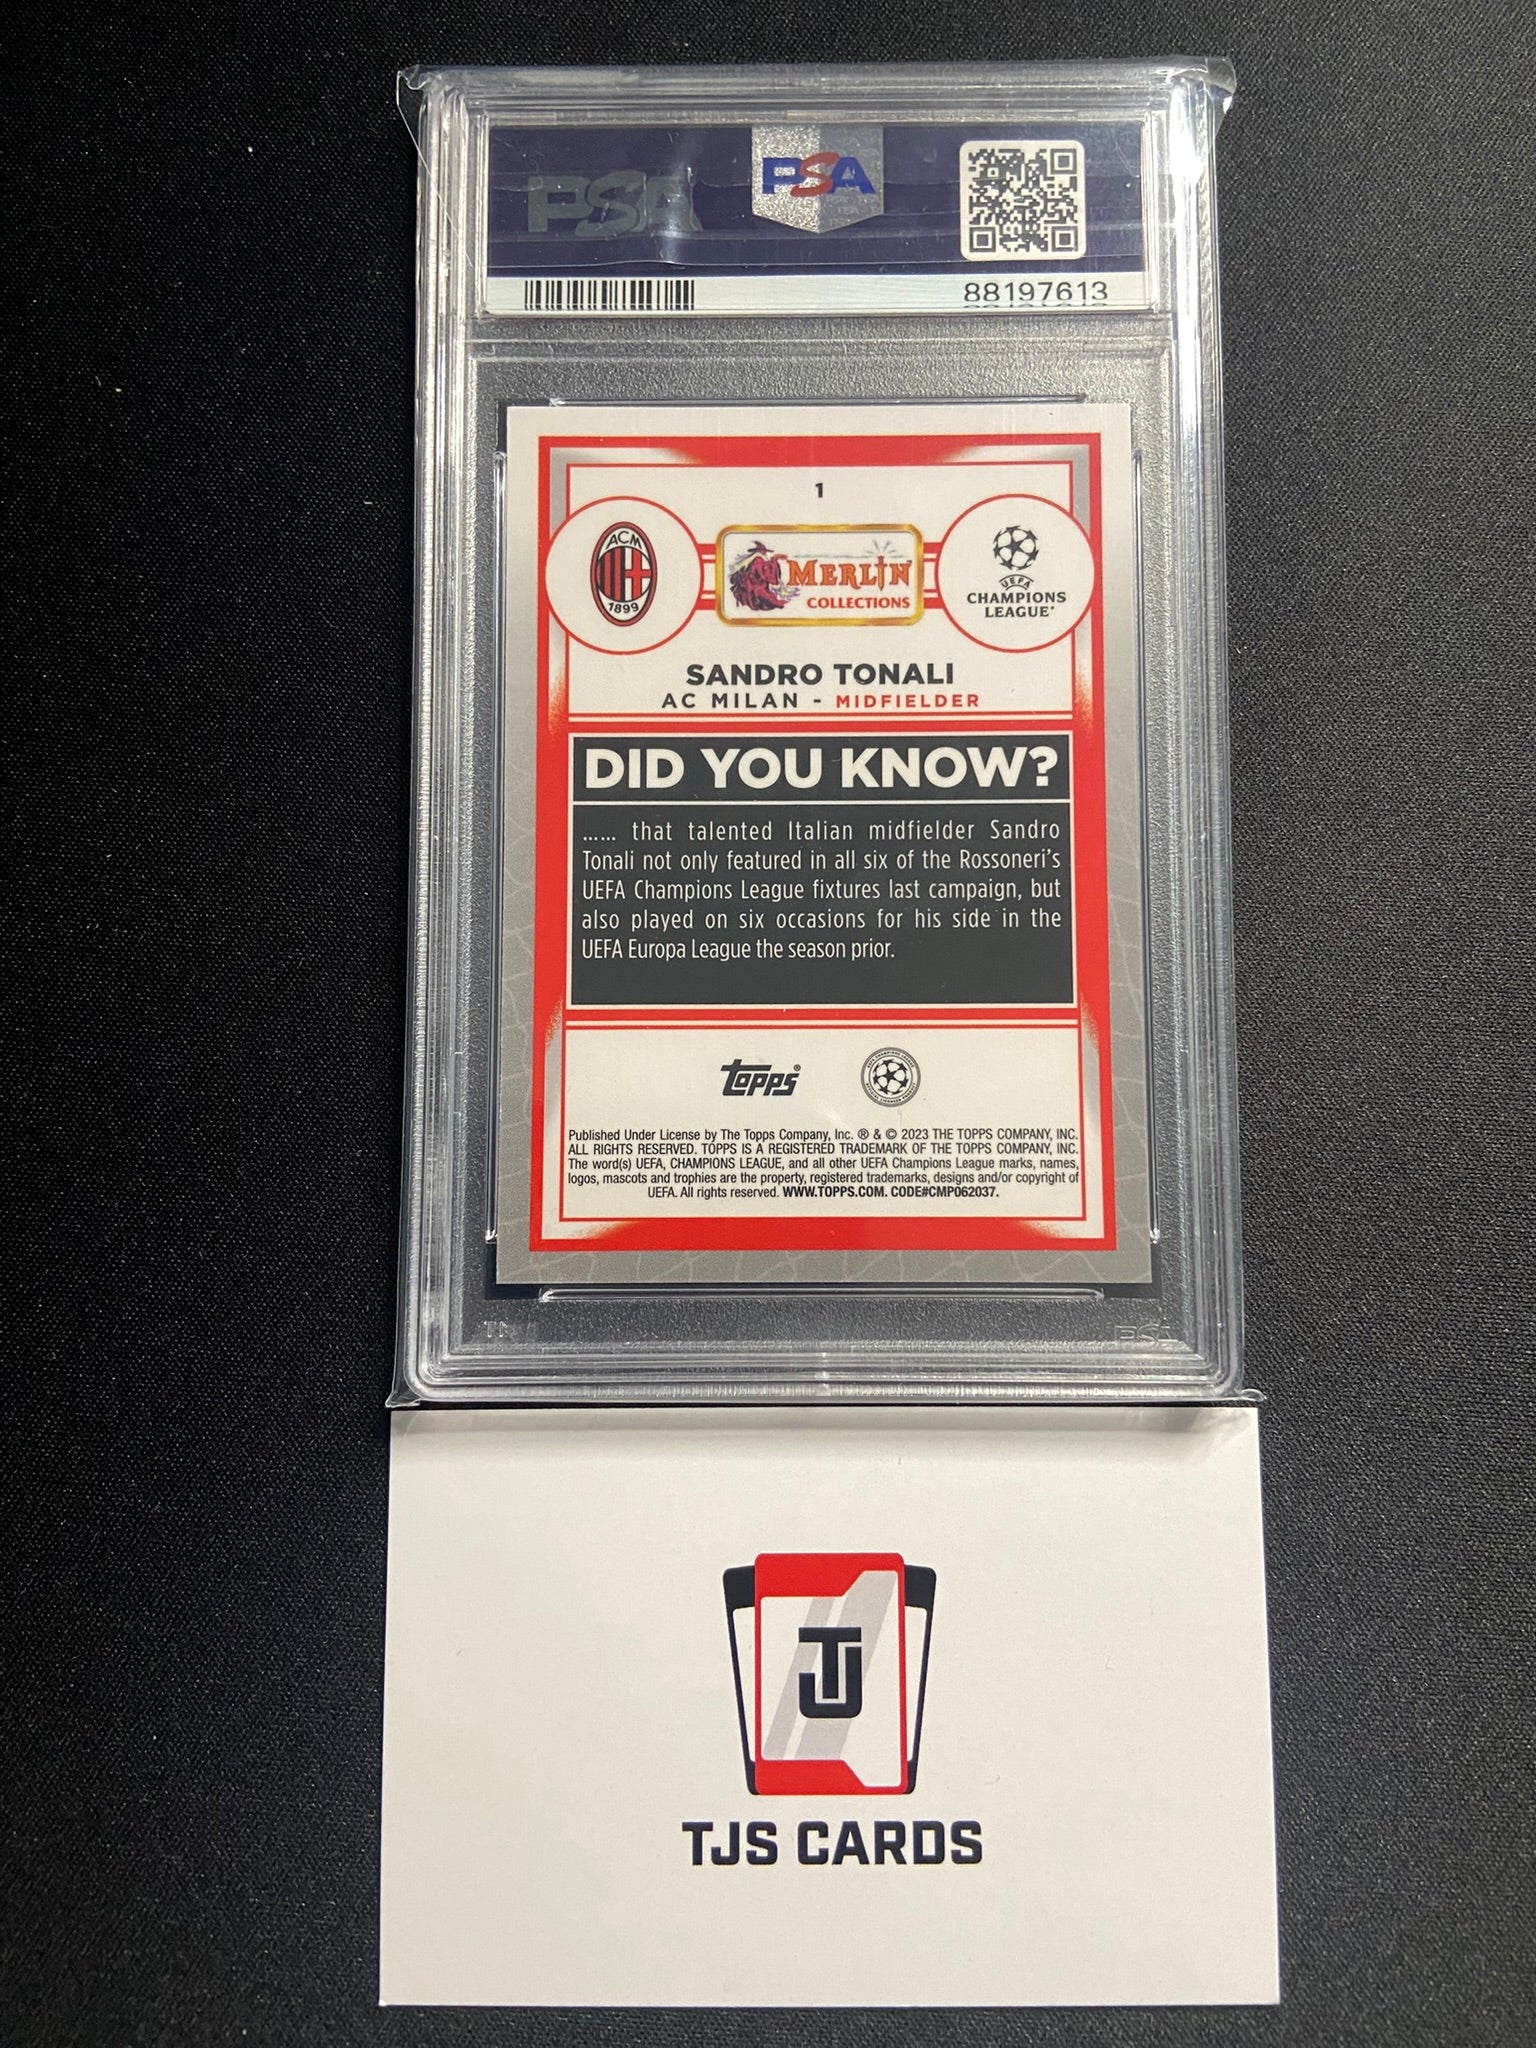 PSA
PSA
88197613
1
ACM
1899
MERLIN
COLLECTIONS
UEFA
CHAMPIONS
LEAGUE
SANDRO TONALI
AC MILAN - MIDFIELDER
DID YOU KNOW?
...... that talented Italian midfielder Sandro
Tonali not only featured in all six of the Rossoneri's
UEFA Champions League fixtures last campaign, but
also played on six occasions for his side in the
UEFA Europa League the season prior.
topps®
Published Under License by The Topps Company, Inc. ® & © 2023 THE TOPPS COMPANY, INC.
ALL RIGHTS RESERVED. TOPPS IS A REGISTERED TRADEMARK OF THE TOPPS COMPANY, INC.
The word(s) UEFA, CHAMPIONS LEAGUE, and all other UEFA Champions League marks, names,
logos, mascots and trophies are the property, registered trademarks, designs and/or copyright of
UEFA. All rights reserved. WWW.TOPPS.COM. CODE#CMP062037.
PSA
TJ
TJS CARDS